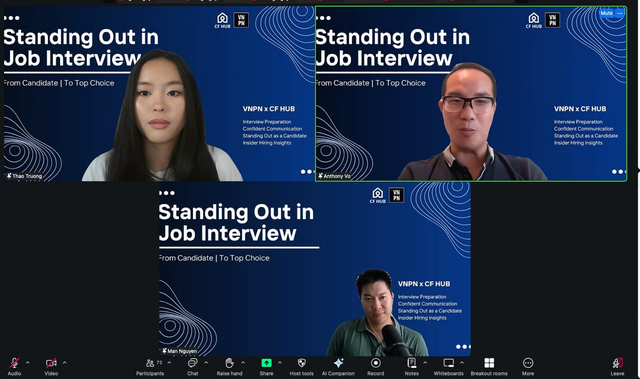 CF HUB
VN
PN
Standing Out in
Job Interview
From Candidate | To Top Choice
VNPN x CF HUB
Interview Preparation
Confident Communication
Standing Out as a Candidate
Insider Hiring Insights
Thao Truong
Mute
CF HUB
VN
PN
Standing Out in
Job Interview
From Candidate | To Top Choice
VNPN x CF HUB
Interview Preparation
Confident Communication
Standing Out as a Candidate
Insider Hiring Insights
Anthony Vo
CF HUB
VN
PN
Standing Out in
Job Interview
From Candidate | To Top Choice
VNPN x CF HUB
Interview Preparation
Confident Communication
Standing Out as a Candidate
Insider Hiring Insights
Man Nguyen
72
Audio
Video
Participants
Chat
Raise hand
Share
Host tools
AI Companion
Record
Notes
Whiteboards
Breakout rooms
More
Leave